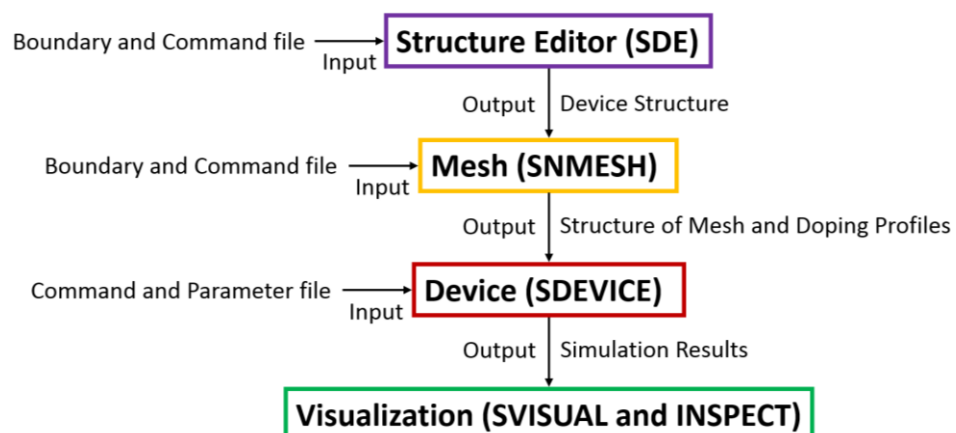 Boundary and Command file
Input
Structure Editor (SDE)
Output
Device Structure
Boundary and Command file
Input
Mesh (SNMESH)
Output
Structure of Mesh and Doping Profiles
Command and Parameter file
Input
Device (SDEVICE)
Output
Simulation Results
Visualization (SVISUAL and INSPECT)